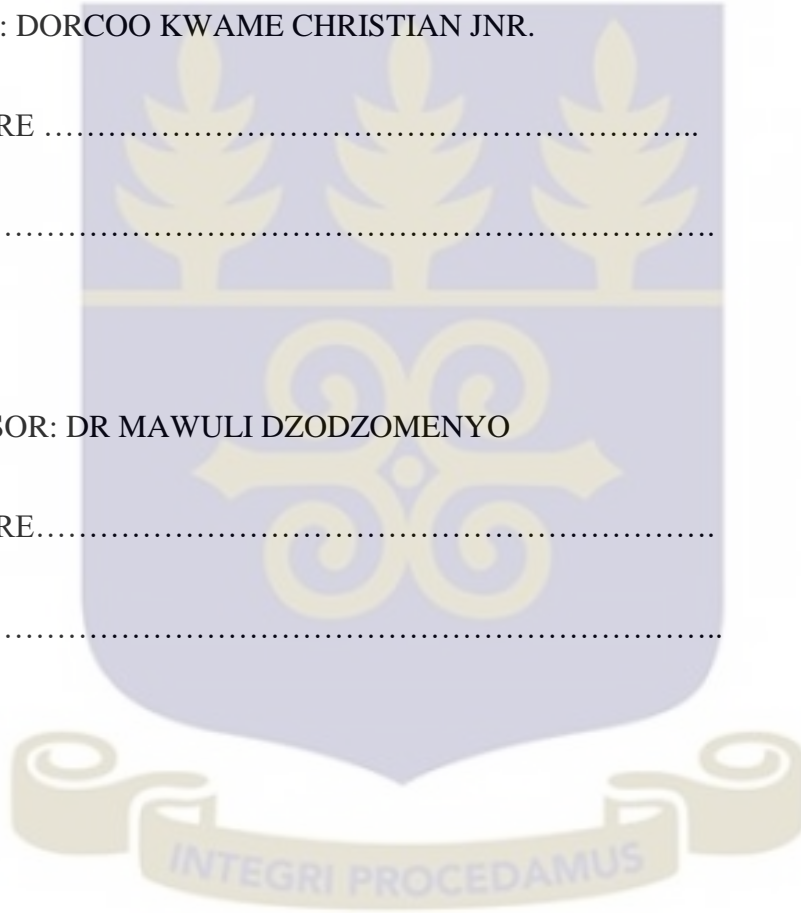 : DORCOO KWAME CHRISTIAN JNR.
RE …………………………………………………………..
…………………………………………………………….
SOR: DR MAWULI DZODZOMENYO
RE…………………………………………………………….
……………………………………………………………..
INTEGRI PROCEDAMUS